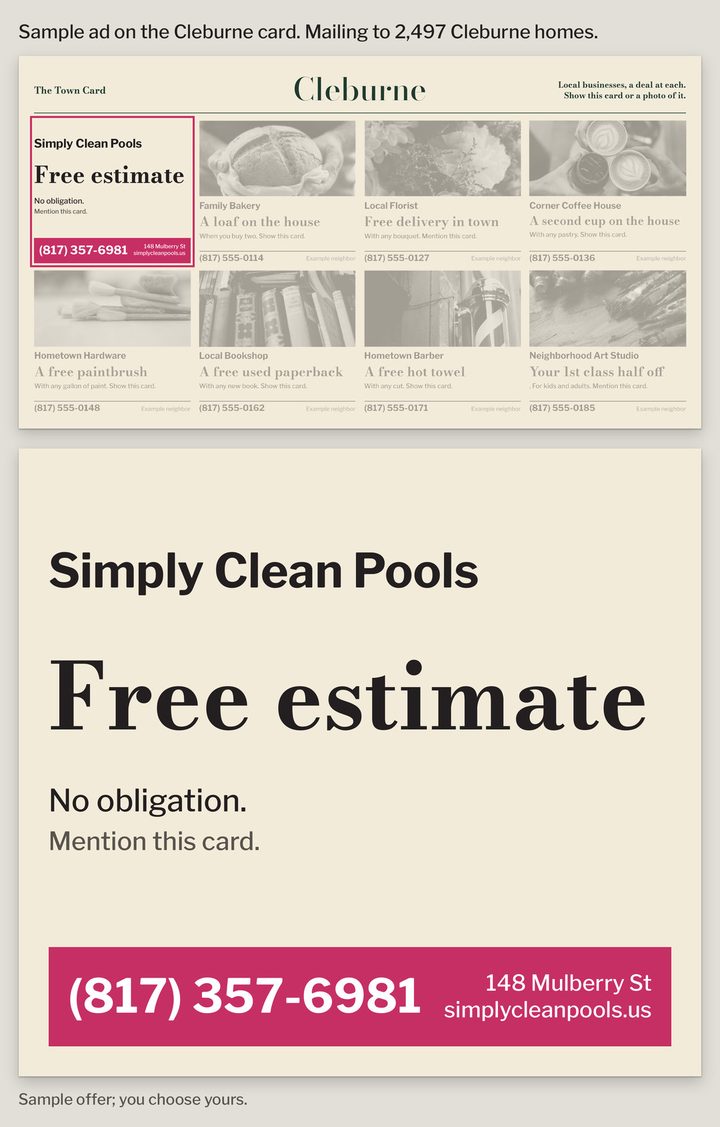 Sample ad on the Cleburne card. Mailing to 2,497 Cleburne homes.
The Town Card
Cleburne
Local businesses, a deal at each.
Show this card or a photo of it.
Simply Clean Pools
Free estimate
No obligation.
Mention this card.
(817) 357-6981
148 Mulberry St
simplycleanpools.us
Family Bakery
A loaf on the house
When you buy two. Show this card.
(817) 555-0114
Example neighbor
Local Florist
Free delivery in town
With any bouquet. Mention this card.
(817) 555-0127
Example neighbor
Corner Coffee House
A second cup on the house
With any pastry. Show this card.
(817) 555-0136
Example neighbor
Hometown Hardware
A free paintbrush
With any gallon of paint. Show this card.
(817) 555-0148
Example neighbor
Local Bookshop
A free used paperback
With any new book. Show this card.
(817) 555-0162
Example neighbor
Hometown Barber
A free hot towel
With any cut. Show this card.
(817) 555-0171
Example neighbor
Neighborhood Art Studio
Your 1st class half off
For kids and adults. Mention this card.
(817) 555-0185
Example neighbor
Simply Clean Pools
Free estimate
No obligation.
Mention this card.
(817) 357-6981
148 Mulberry St
simplycleanpools.us
Sample offer; you choose yours.